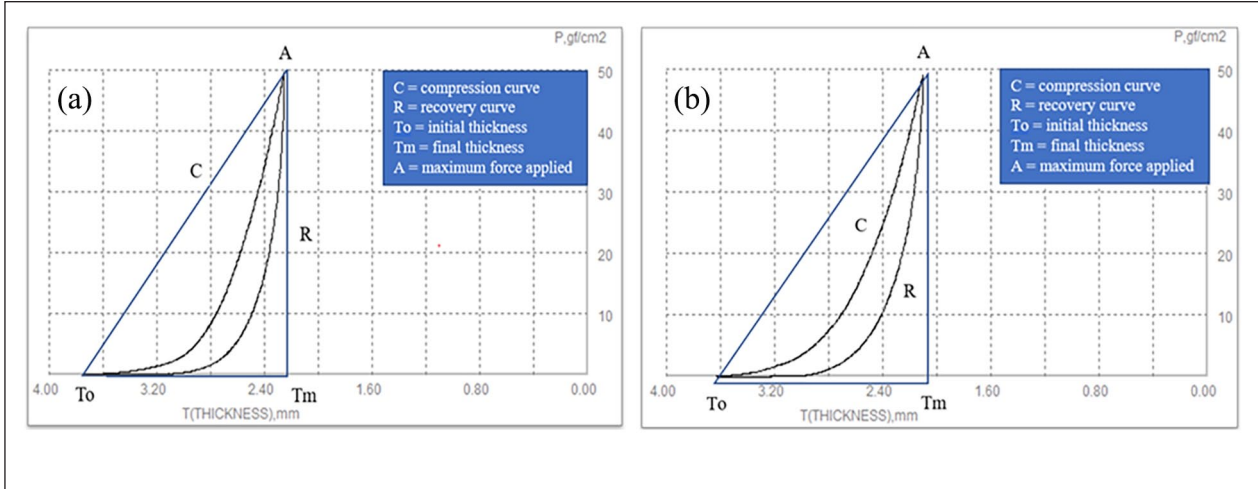 (a)
P,gf/cm2
A
50
40
30
20
10
C = compression curve
R = recovery curve
To = initial thickness
Tm = final thickness
A = maximum force applied
C
R
4.00 3.20 2.40 1.60 0.80 0.00
To Tm
T(THICKNESS),mm
(b)
P,gf/cm2
A
50
40
30
20
10
C = compression curve
R = recovery curve
To = initial thickness
Tm = final thickness
A = maximum force applied
C
R
4.00 3.20 2.40 1.60 0.80 0.00
To Tm
T(THICKNESS),mm